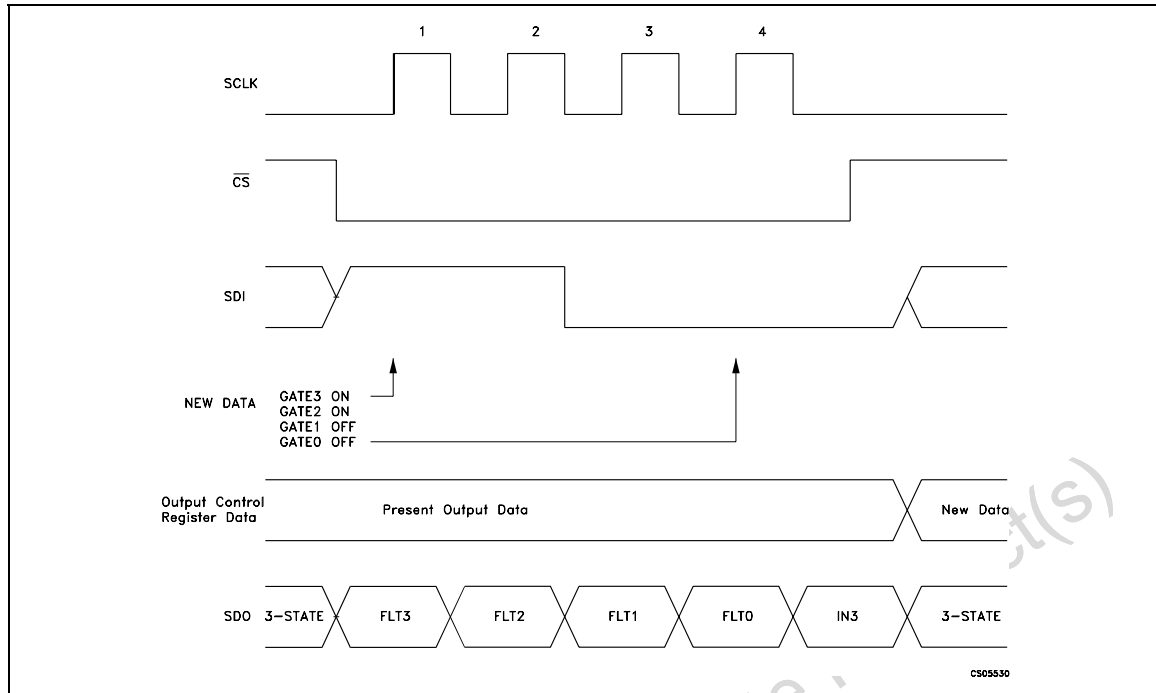 1 2 3 4
SCLK
CS
SDI
NEW DATA
GATE3 ON
GATE2 ON
GATE1 OFF
GATE0 OFF
Output Control
Register Data
Present Output Data
New Data
SDO 3-STATE FLT3 FLT2 FLT1 FLT0 IN3 3-STATE
CS05530